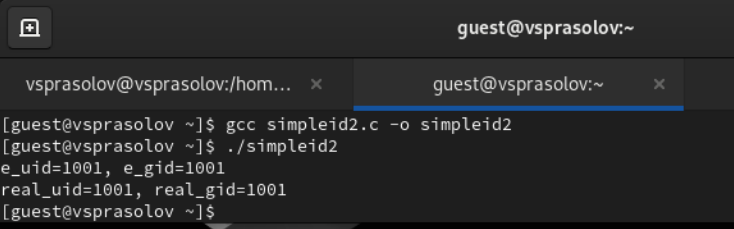 guest@vsprasolov:~
vsprasolov@vsprasolov:/hom... ×
guest@vsprasolov:~ ×
[guest@vsprasolov ~]$ gcc simpleid2.c -o simpleid2
[guest@vsprasolov ~]$ ./simpleid2
e_uid=1001, e_gid=1001
real_uid=1001, real_gid=1001
[guest@vsprasolov ~]$